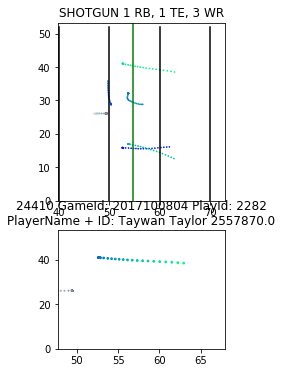 SHOTGUN 1 RB, 1 TE, 3 WR
50
40
30
20
10
0
40 50 60 70
24410 GameId: 2017100804 PlayId: 2282
PlayerName + ID: Taywan Taylor 2557870.0
40
20
0
50 55 60 65